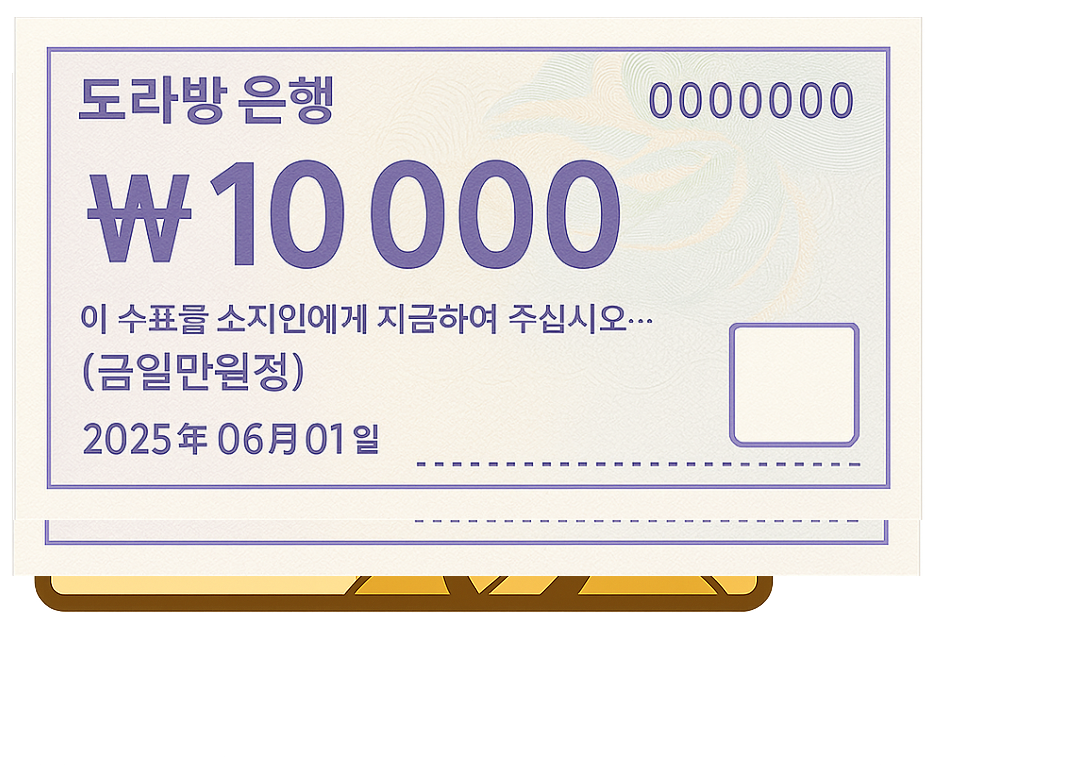 도라방 은행 0000000
₩10 000
이 수표를 소지인에게 지금하여 주십시오…
(금일만원정)
2025年 06月 01일